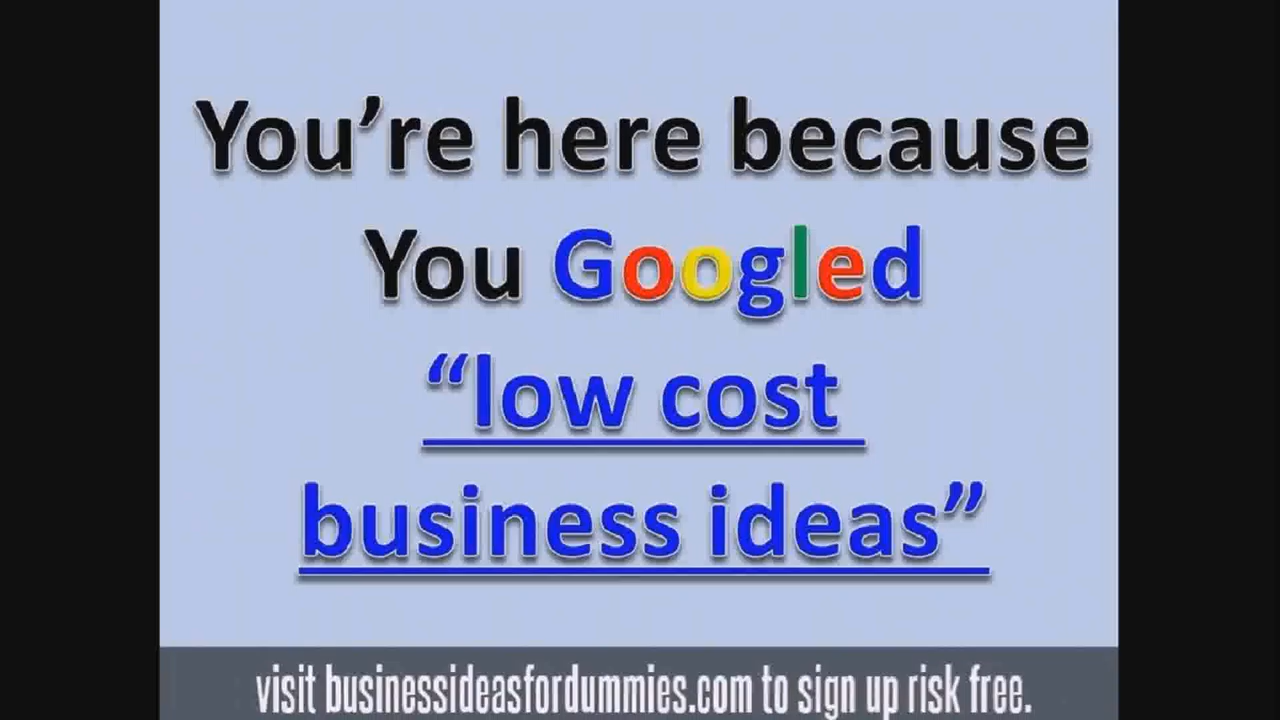 You’re here because
You Googled
“low cost
business ideas”
visit businessideasfordummies.com to sign up risk free.